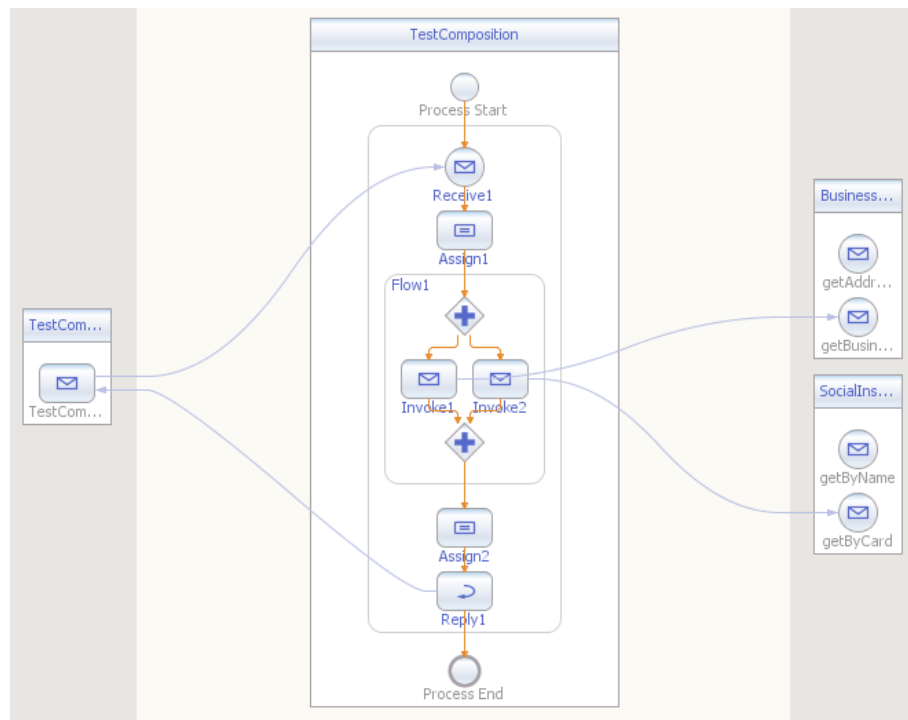 TestComposition
Process Start
Receive1
Assign1
Flow1
Invoke1
Invoke2
Assign2
Reply1
Process End
TestCom...
TestCom...
Business...
getAddr...
getBusin...
SocialIns...
getByName
getByCard